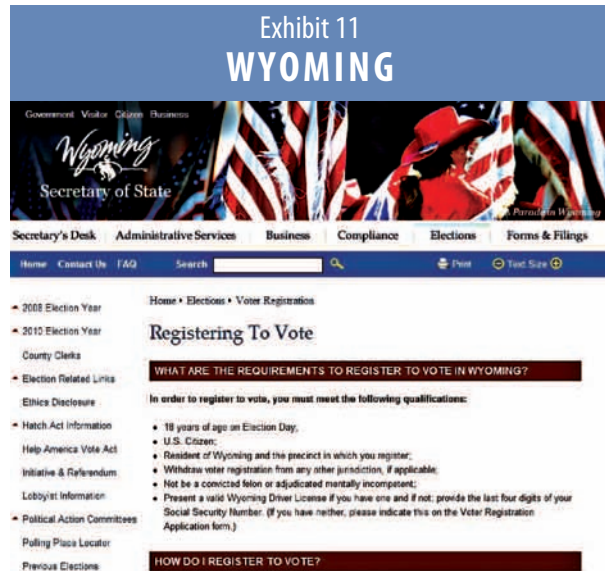 Exhibit 11
WYOMING
Government Visitor Citizen Business
Wyoming
Secretary of State
Parade in Wyoming
Secretary's Desk Administrative Services Business Compliance Elections Forms & Filings
Home Contact Us FAQ Search Print Text Size
2008 Election Year
2010 Election Year
County Clerks
Election Related Links
Ethics Disclosure
Hatch Act Information
Help America Vote Act
Initiative & Referendum
Lobbyist Information
Political Action Committees
Polling Place Locator
Previous Elections
Home • Elections • Voter Registration
Registering To Vote
WHAT ARE THE REQUIREMENTS TO REGISTER TO VOTE IN WYOMING?
In order to register to vote, you must meet the following qualifications:
• 18 years of age on Election Day;
• U.S. Citizen;
• Resident of Wyoming and the precinct in which you register;
• Withdraw voter registration from any other jurisdiction, if applicable;
• Not be a convicted felon or adjudicated mentally incompetent;
• Present a valid Wyoming Driver License if you have one and if not; provide the last four digits of your
Social Security Number. (If you have neither, please indicate this on the Voter Registration
Application form.)
HOW DO I REGISTER TO VOTE?